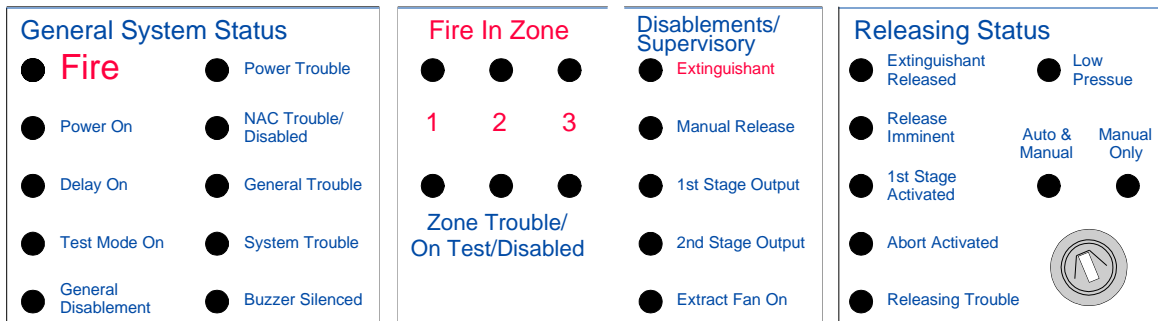 General System Status
Fire
Power On
Delay On
Test Mode On
General
Disablement
Power Trouble
NAC Trouble/
Disabled
General Trouble
System Trouble
Buzzer Silenced
Fire In Zone
1 2 3
Zone Trouble/
On Test/Disabled
Disablements/
Supervisory
Extinguishant
Manual Release
1st Stage Output
2nd Stage Output
Extract Fan On
Releasing Status
Extinguishant
Released
Release
Imminent
1st Stage
Activated
Abort Activated
Releasing Trouble
Low
Pressue
Auto &
Manual
Manual
Only